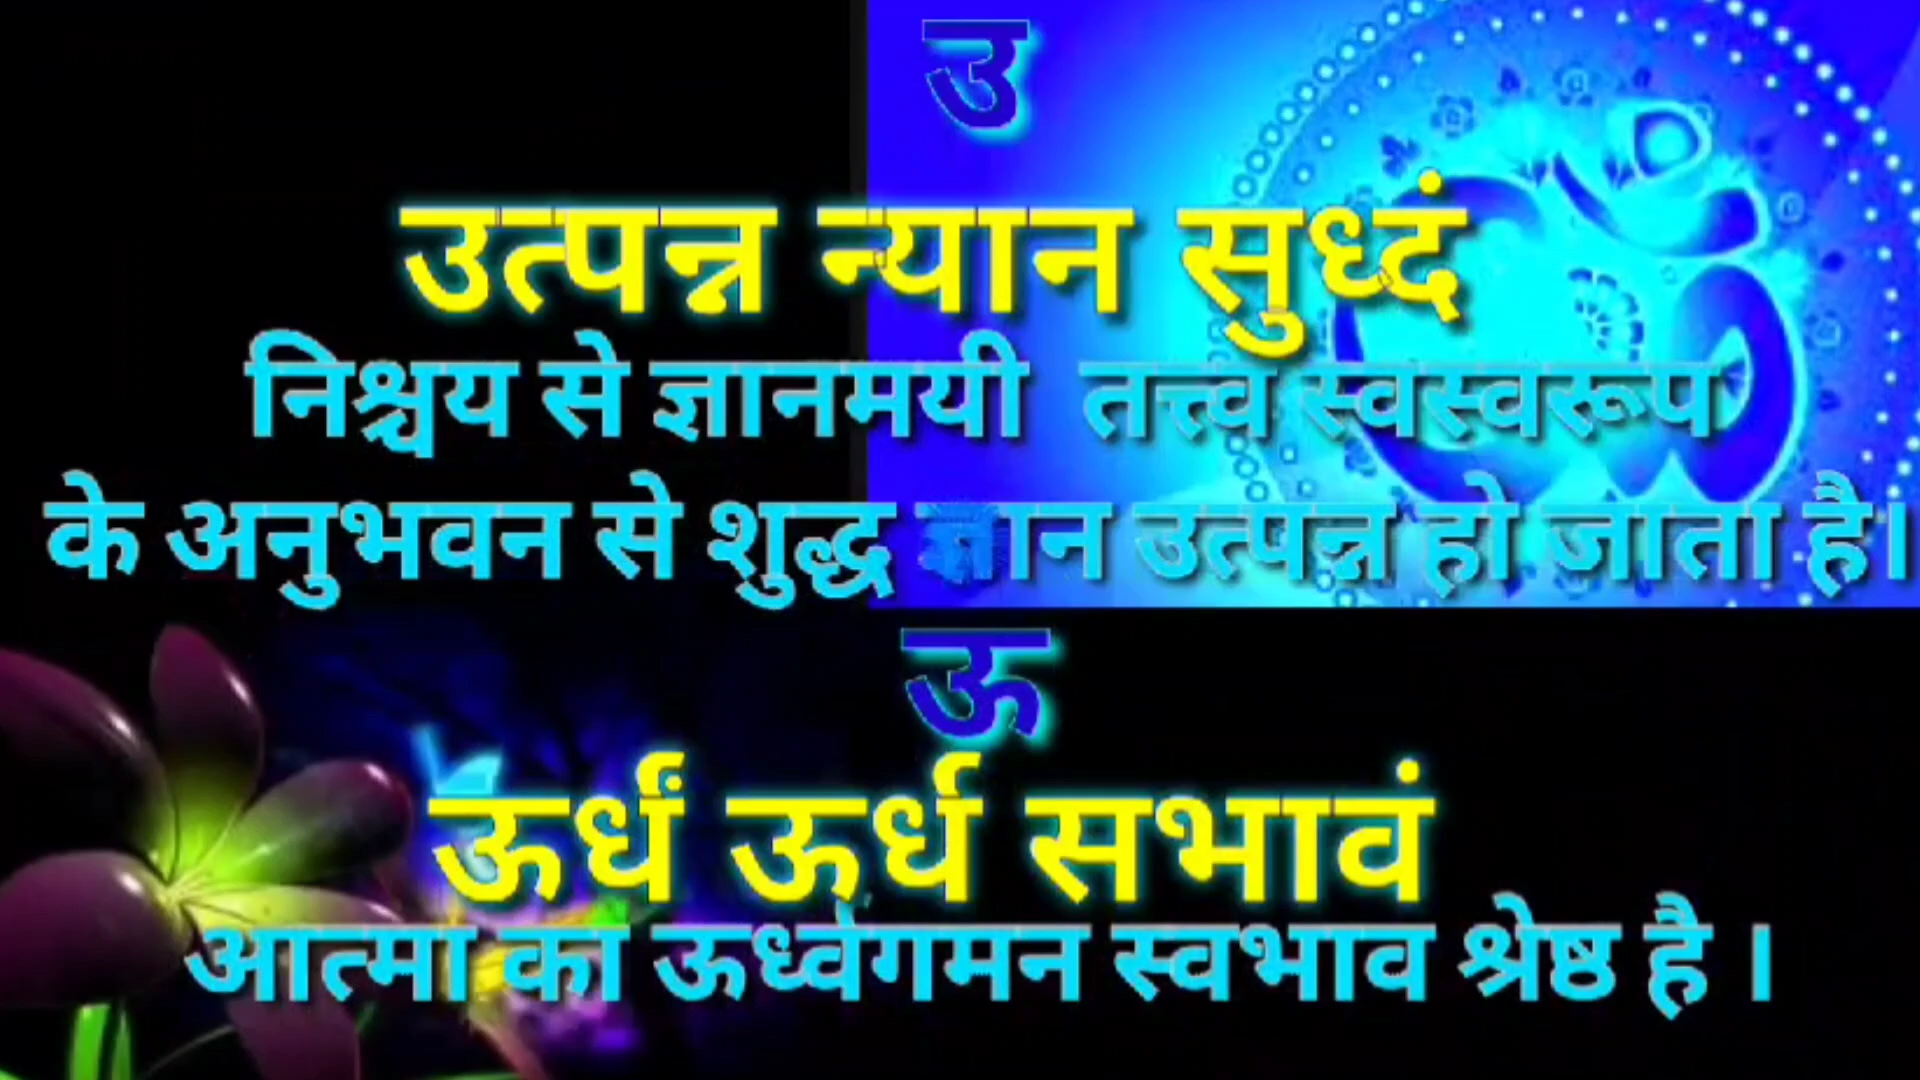 उ
उत्पन्न न्यान सुध्दं
निश्चय से ज्ञानमयी तत्त्व स्वस्वरूप
के अनुभवन से शुद्ध ज्ञान उत्पन्न हो जाता है।
ऊ
ऊर्धं ऊर्ध सभावं
आत्मा का ऊर्ध्वगमन स्वभाव श्रेष्ठ है ।